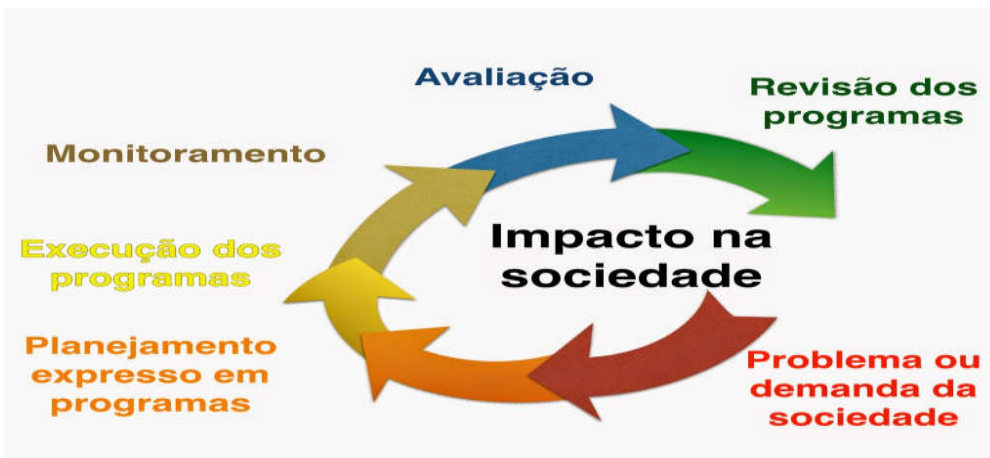 Avaliação
Revisão dos
programas
Monitoramento
Impacto na
sociedade
Execução dos
programas
Planejamento
expresso em
programas
Problema ou
demanda da
sociedade